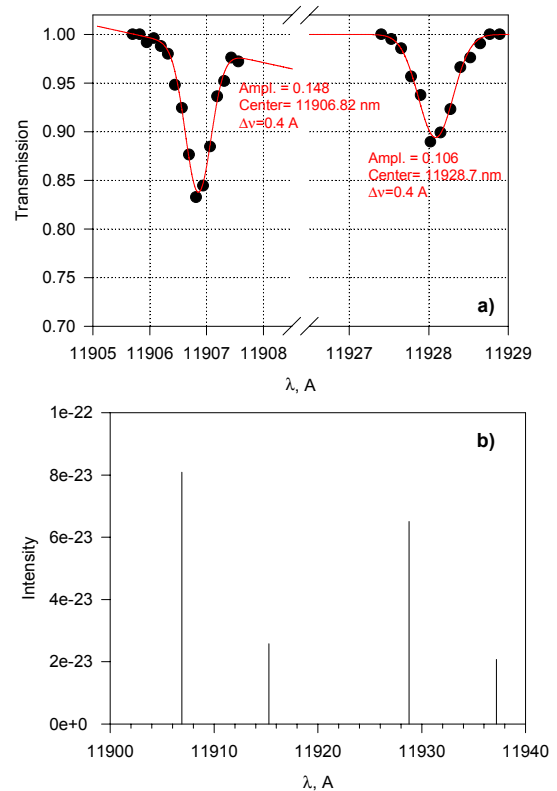 1.00
0.95
0.90
0.85
0.80
0.75
0.70
Transmission
Ampl. = 0.148
Center= 11906.82 nm
Δν=0.4 A
Ampl. = 0.106
Center= 11928.7 nm
Δν=0.4 A
a)
11905 11906 11907 11908 11927 11928 11929
λ, A
1e-22
8e-23
6e-23
4e-23
2e-23
0e+0
Intensity
b)
11900 11910 11920 11930 11940
λ, A